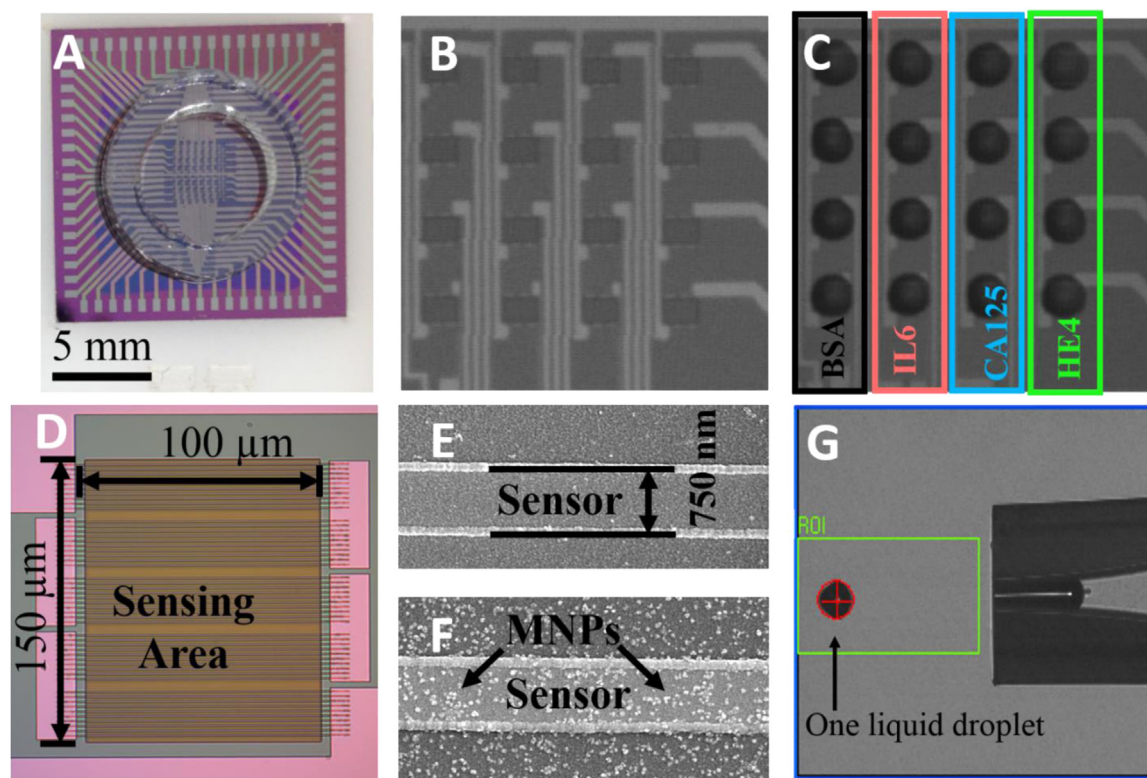 A
5 mm
B
C
BSA
IL6
CA125
HE4
D
100 µm
150 µm
Sensing
Area
E
Sensor
750 nm
F
MNPs
Sensor
G
ROI
One liquid droplet